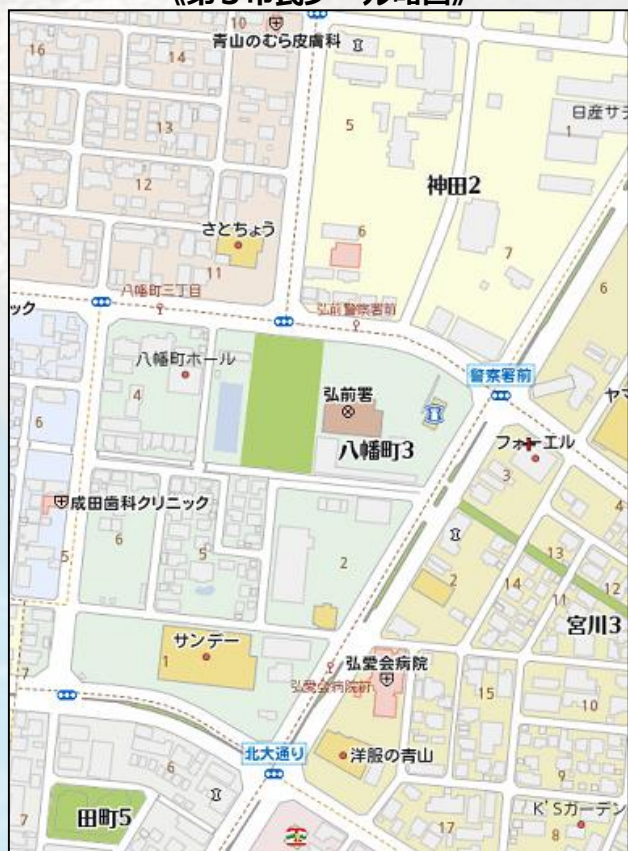 《第３市民プール略図》
10
青山のむら皮膚科
16
14
5
日産サテ
1
13
12
神田2
さとちょう
6
7
11
6
八幡町三丁目
弘前警察署前
ック
八幡町ホール
警察署前
4
弘前署
ヤマ
6
八幡町3
フォーエル
3
成田歯科クリニック
4
5
6
5
2
13
2
14
11
12
宮川3
サンデー
1
弘愛会病院
7
弘愛会病院前
15
10
北大通り
洋服の青山
6
9
田町5
K'Sガーデン
7
17
8